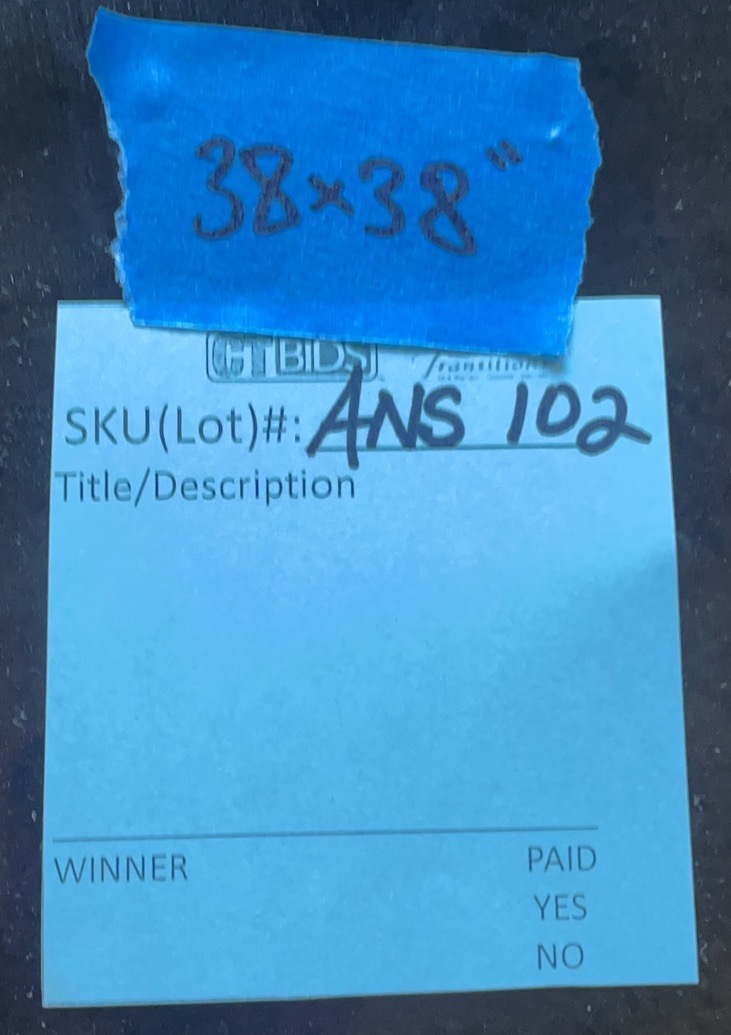 38×38"
CTBIDS
SKU(Lot)#: ANS 102
Title/Description
WINNER
PAID
YES
NO